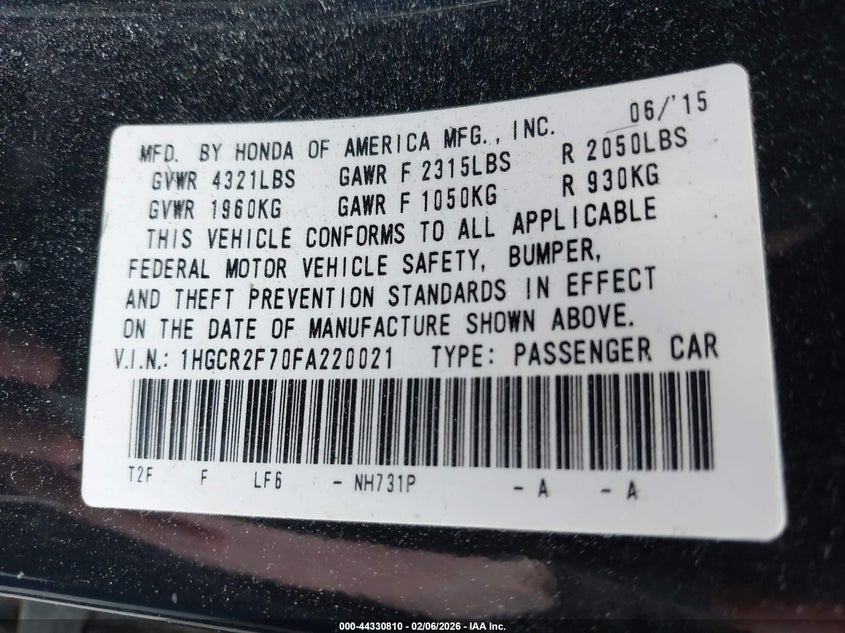 06/'15
MFD. BY HONDA OF AMERICA MFG., INC.
GVWR 4321LBS GAWR F 2315LBS R 2050LBS
GVWR 1960KG GAWR F 1050KG R 930KG
THIS VEHICLE CONFORMS TO ALL APPLICABLE
FEDERAL MOTOR VEHICLE SAFETY, BUMPER,
AND THEFT PREVENTION STANDARDS IN EFFECT
ON THE DATE OF MANUFACTURE SHOWN ABOVE.
V.I.N.: 1HGCR2F70FA220021 TYPE: PASSENGER CAR
T2F F LF6 - NH731P - A - A
000-44330810 - 02/06/2026 - IAA Inc.